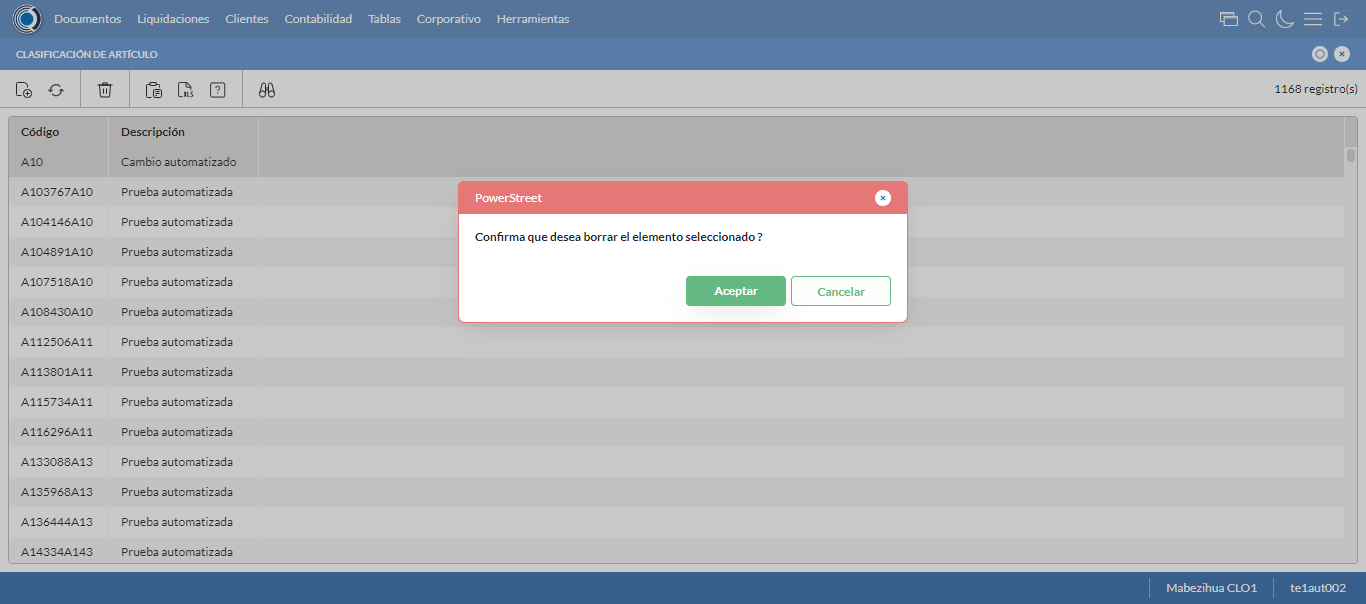 Documentos Liquidaciones Clientes Contabilidad Tablas Corporativo Herramientas
CLASIFICACIÓN DE ARTÍCULO
XLS ? 1168 registro(s)
Código Descripción
A10 Cambio automatizado
A103767A10 Prueba automatizada
A104146A10 Prueba automatizada
A104891A10 Prueba automatizada
A107518A10 Prueba automatizada
A108430A10 Prueba automatizada
A112506A11 Prueba automatizada
A113801A11 Prueba automatizada
A115734A11 Prueba automatizada
A116296A11 Prueba automatizada
A133088A13 Prueba automatizada
A135968A13 Prueba automatizada
A136444A13 Prueba automatizada
A14334A143 Prueba automatizada
PowerStreet
Confirma que desea borrar el elemento seleccionado ?
Aceptar Cancelar
Mabezihua CLO1 te1aut002